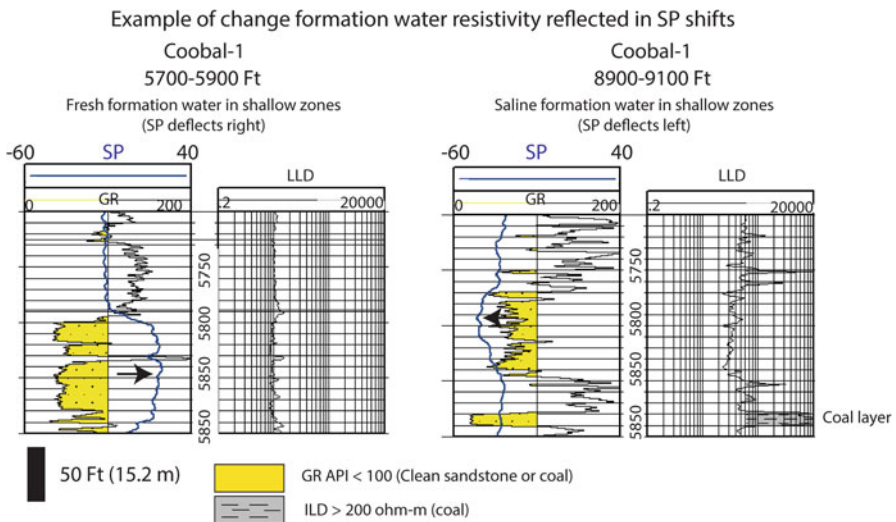 Example of change formation water resistivity reflected in SP shifts
Coobal-1
5700-5900 Ft
Fresh formation water in shallow zones
(SP deflects right)
-60 SP 40
LLD
GR
0 200
.2 20000
5750
5800
5850
5850
Coobal-1
8900-9100 Ft
Saline formation water in shallow zones
(SP deflects left)
-60 SP 40
LLD
GR
0 200
.2 20000
5750
5800
5850
5850
Coal layer
50 Ft (15.2 m)
GR API < 100 (Clean sandstone or coal)
ILD > 200 ohm-m (coal)